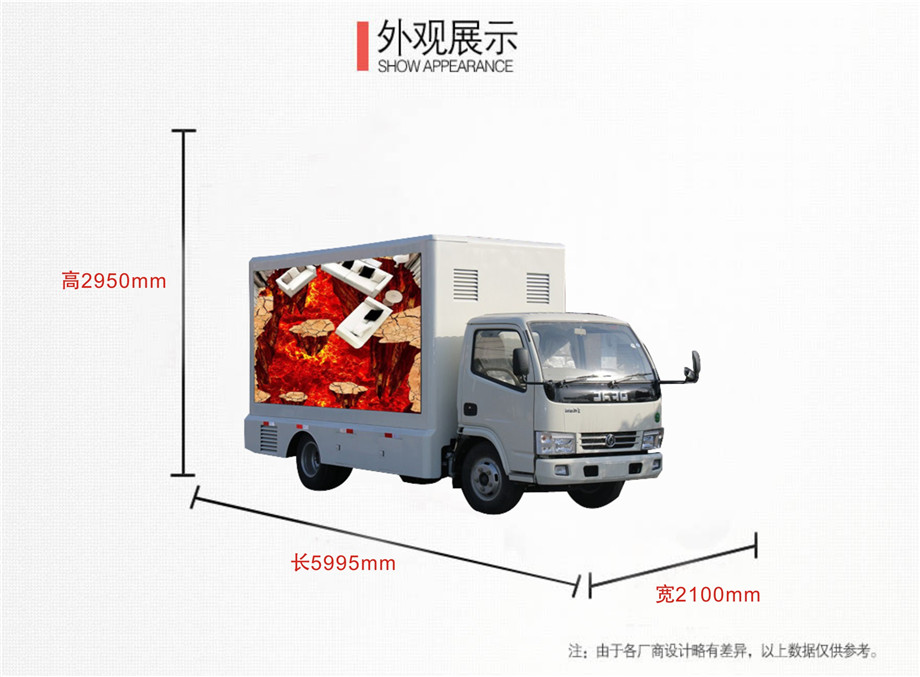 外观展示
SHOW APPEARANCE
高2950mm
长5995mm
宽2100mm
注：由于各厂商设计略有差异，以上数据仅供参考。